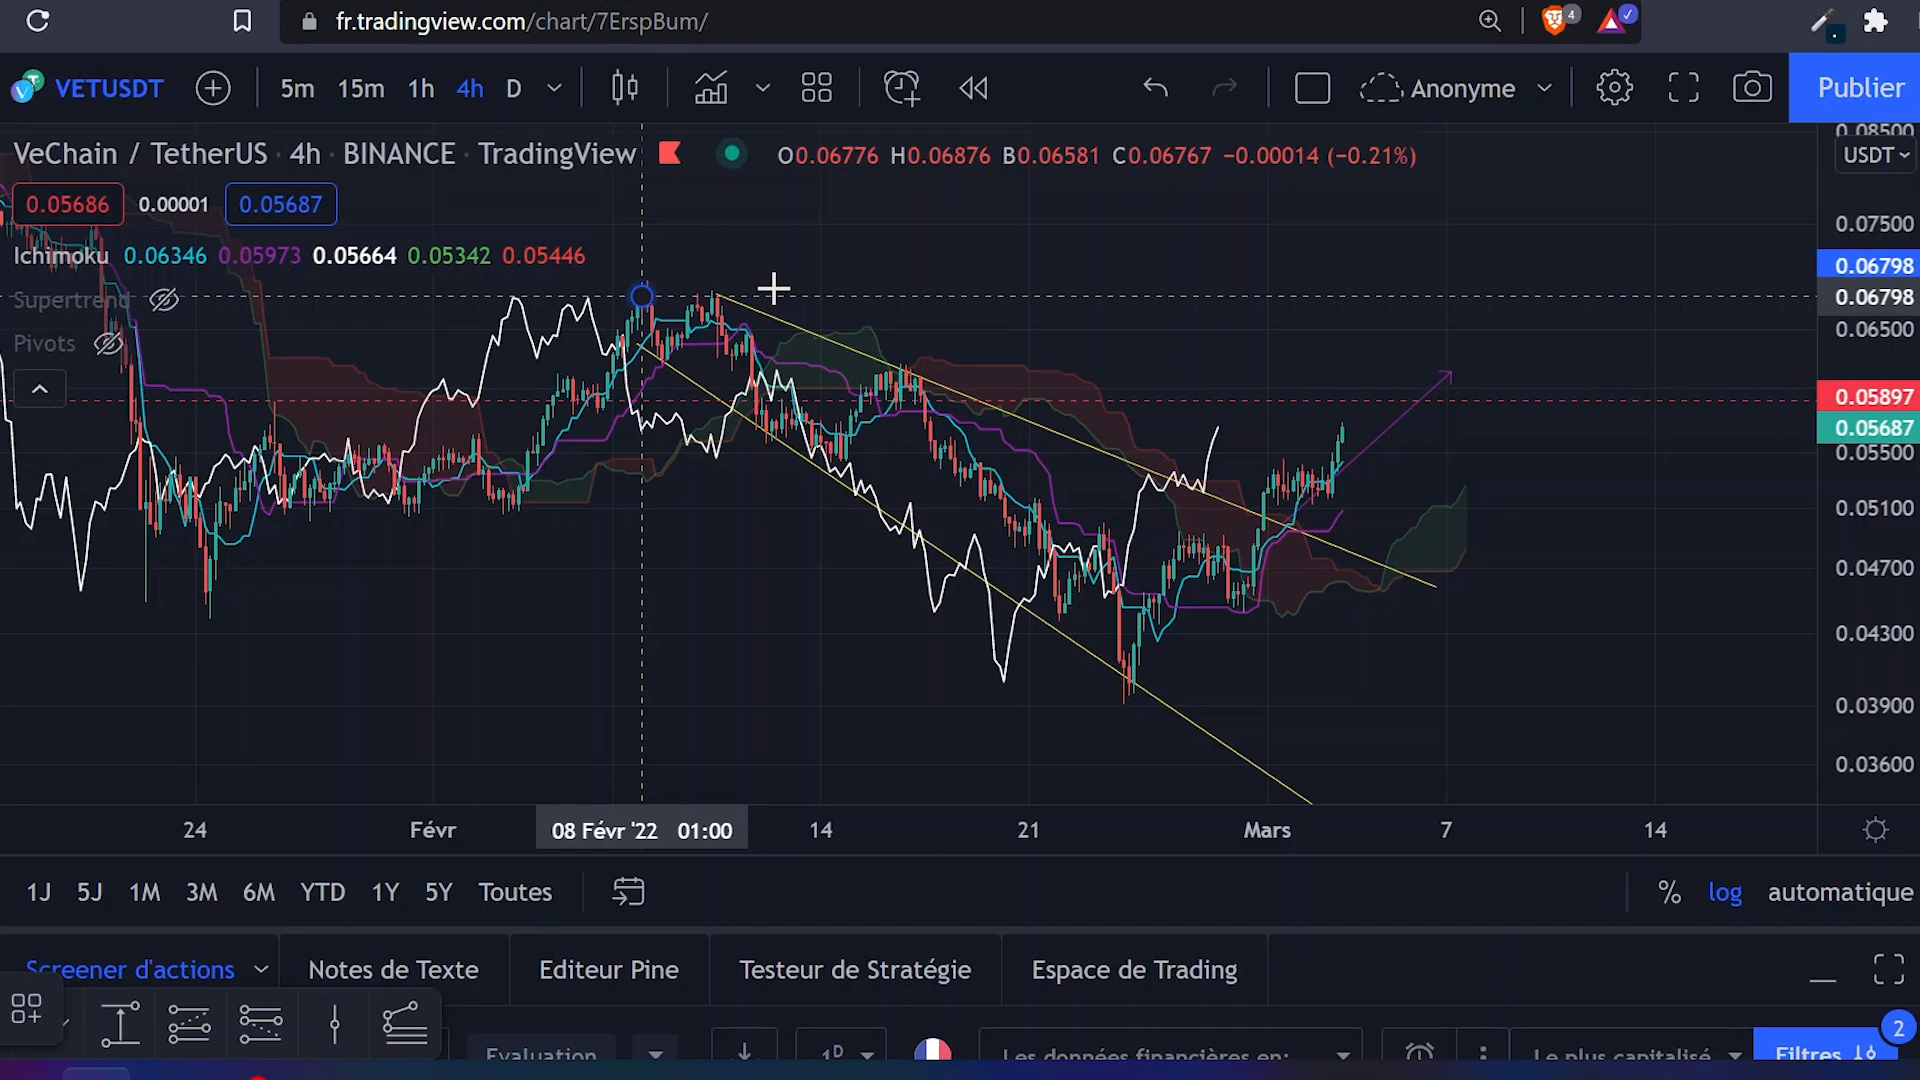 fr.tradingview.com/chart/7ErspBum/
4
VETUSDT 5m 15m 1h 4h D Anonyme Publier
VeChain / TetherUS · 4h · BINANCE · TradingView O0.06776 H0.06876 B0.06581 C0.06767 −0.00014 (−0.21%)
0.08500
USDT
0.05686 0.00001 0.05687
0.07500
Ichimoku 0.06346 0.05973 0.05664 0.05342 0.05446
0.06798
Supertrend
0.06798
0.06500
Pivots
0.05897
0.05687
0.05500
0.05100
0.04700
0.04300
0.03900
0.03600
24 Févr 08 Févr '22 01:00 14 21 Mars 7 14
1J 5J 1M 3M 6M YTD 1Y 5Y Toutes % log automatique
Screener d'actions Notes de Texte Editeur Pine Testeur de Stratégie Espace de Trading
2
Evaluation 1D Les données financières en: Le plus capitalisé Filtres